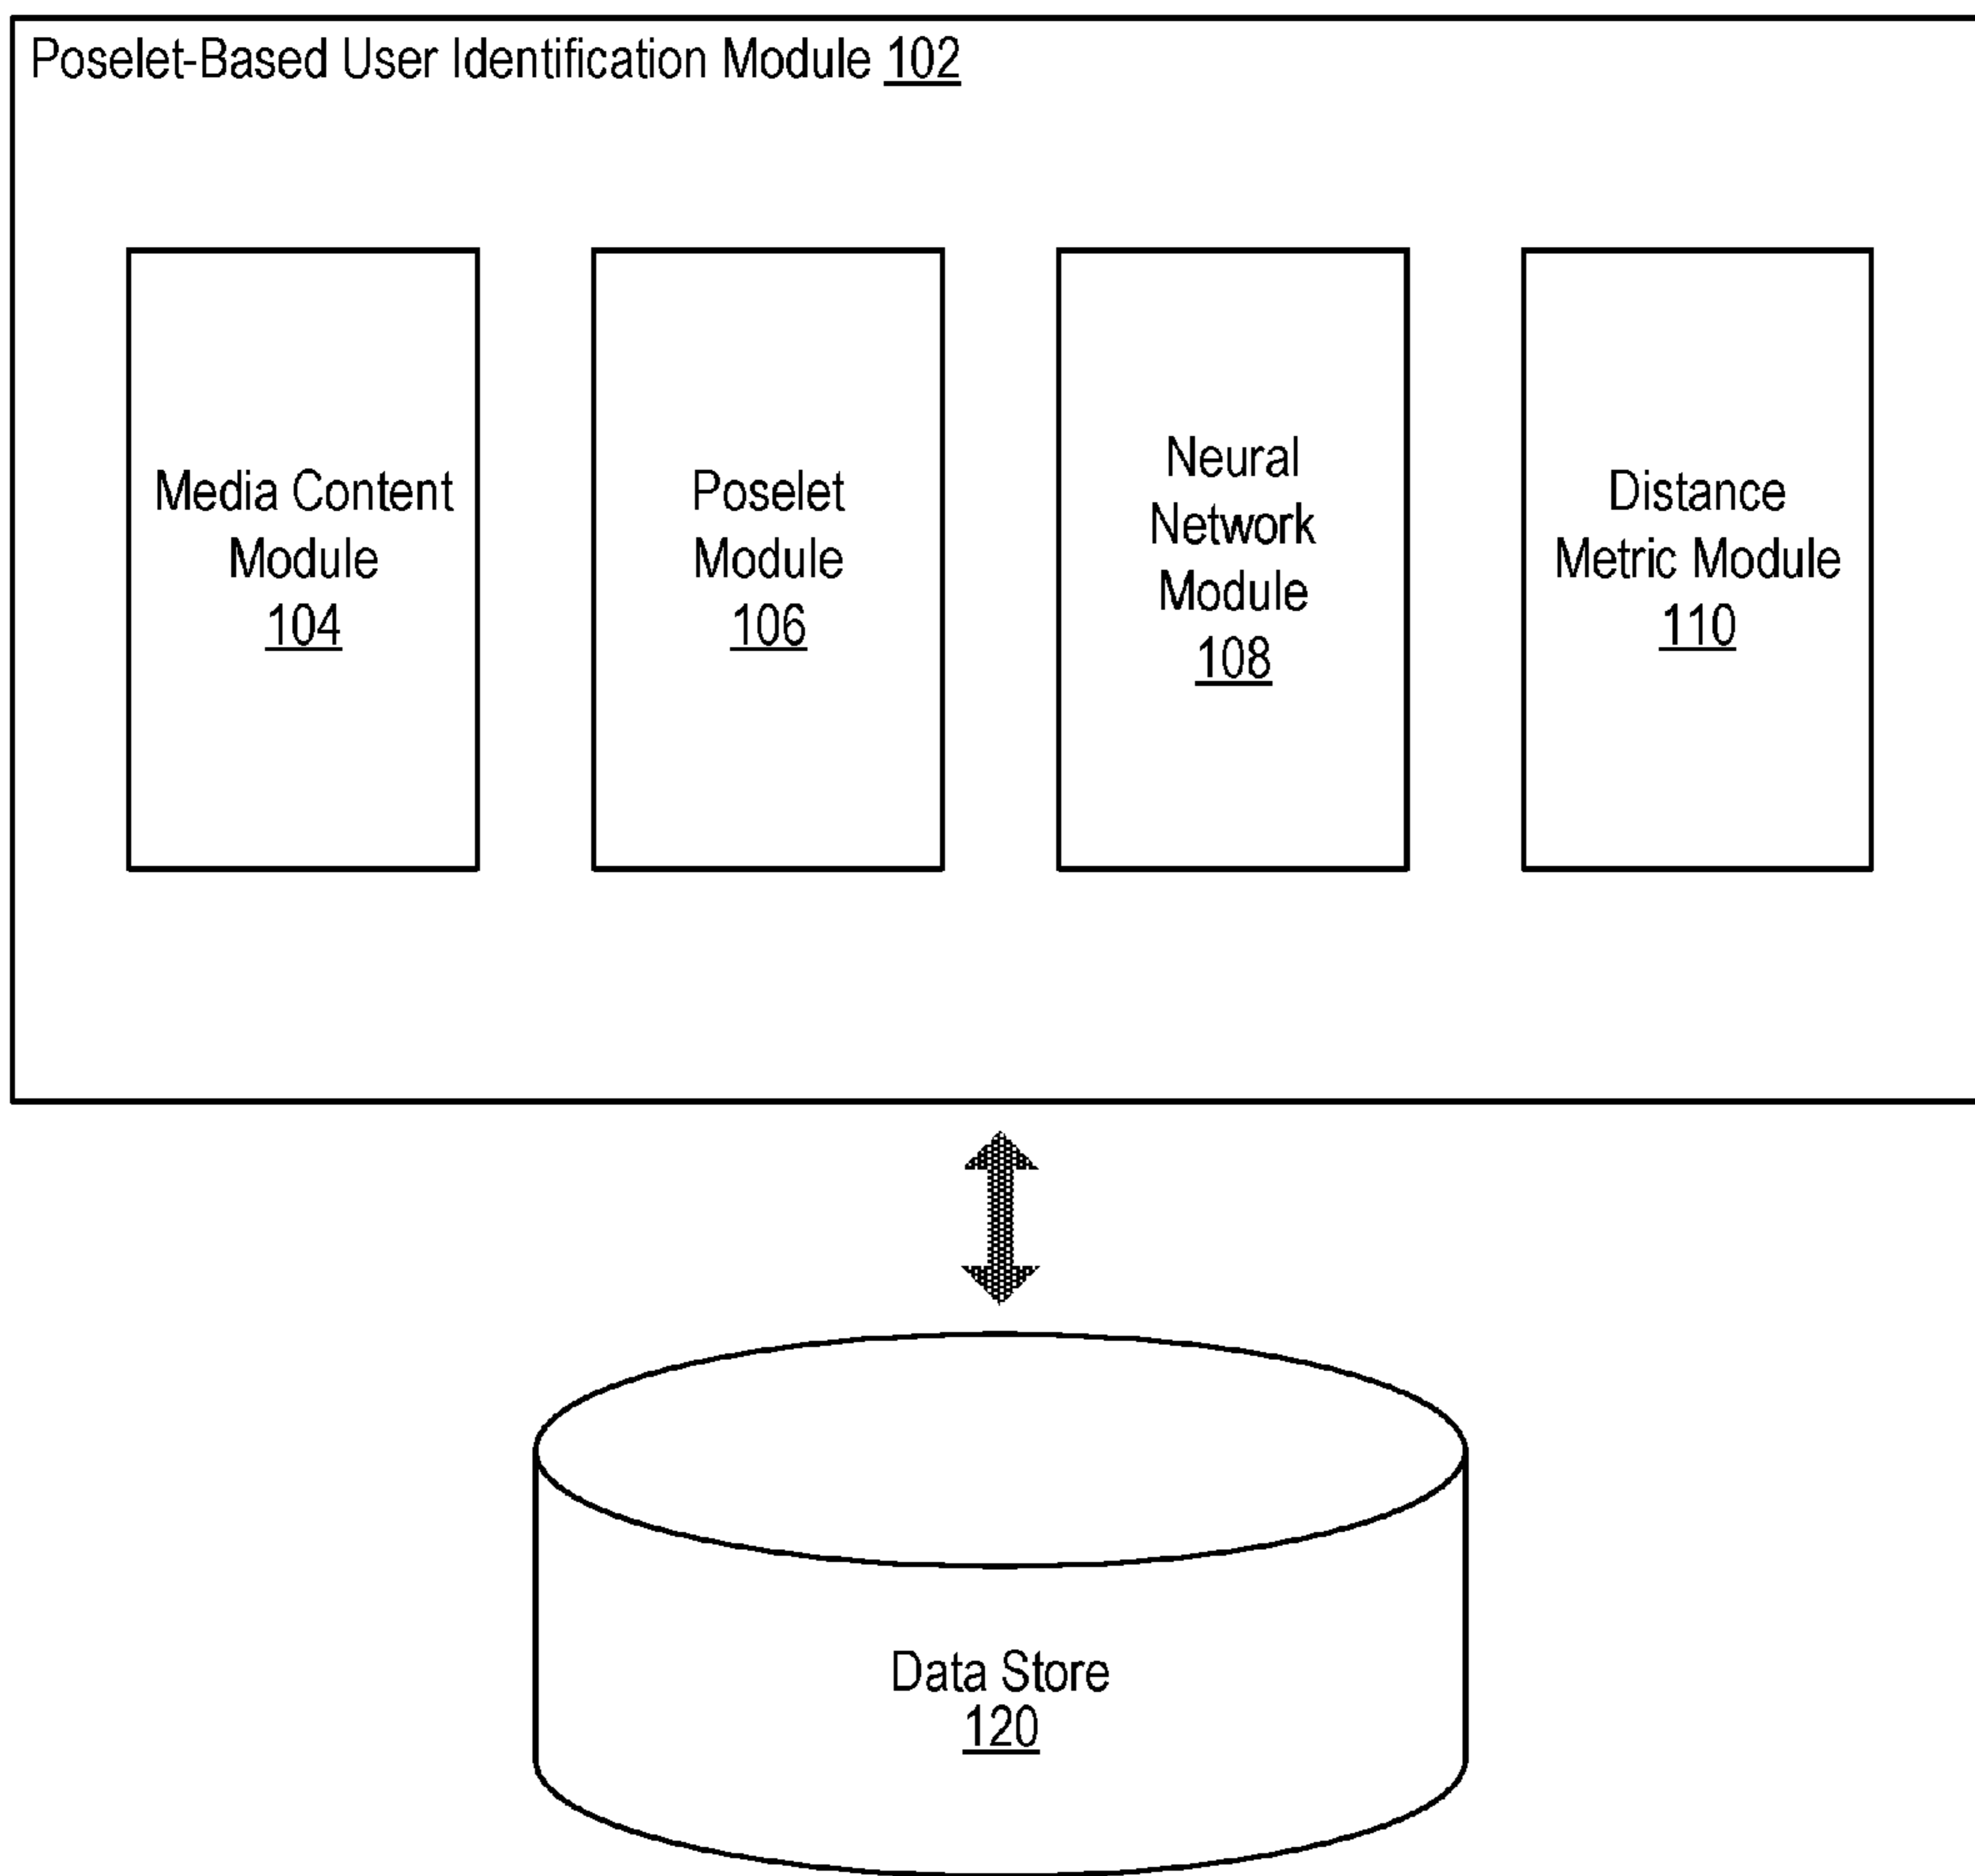 Poselet-Based User Identification Module 102
Media Content
Module
104
Poselet
Module
106
Neural
Network
Module
108
Distance
Metric Module
110
Data Store
120